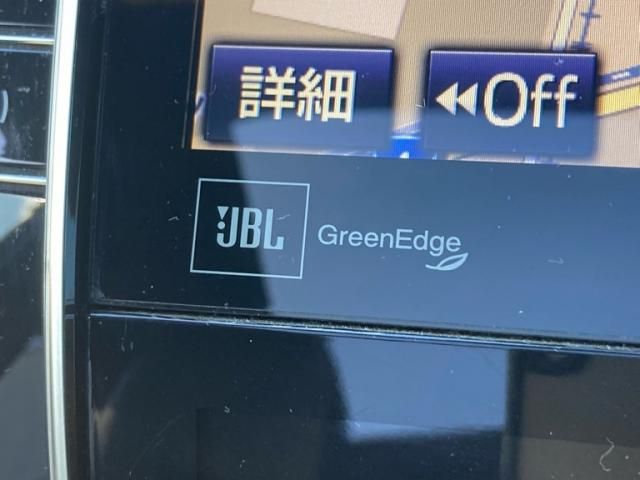 詳細
◀◀Off
JBL
GreenEdge